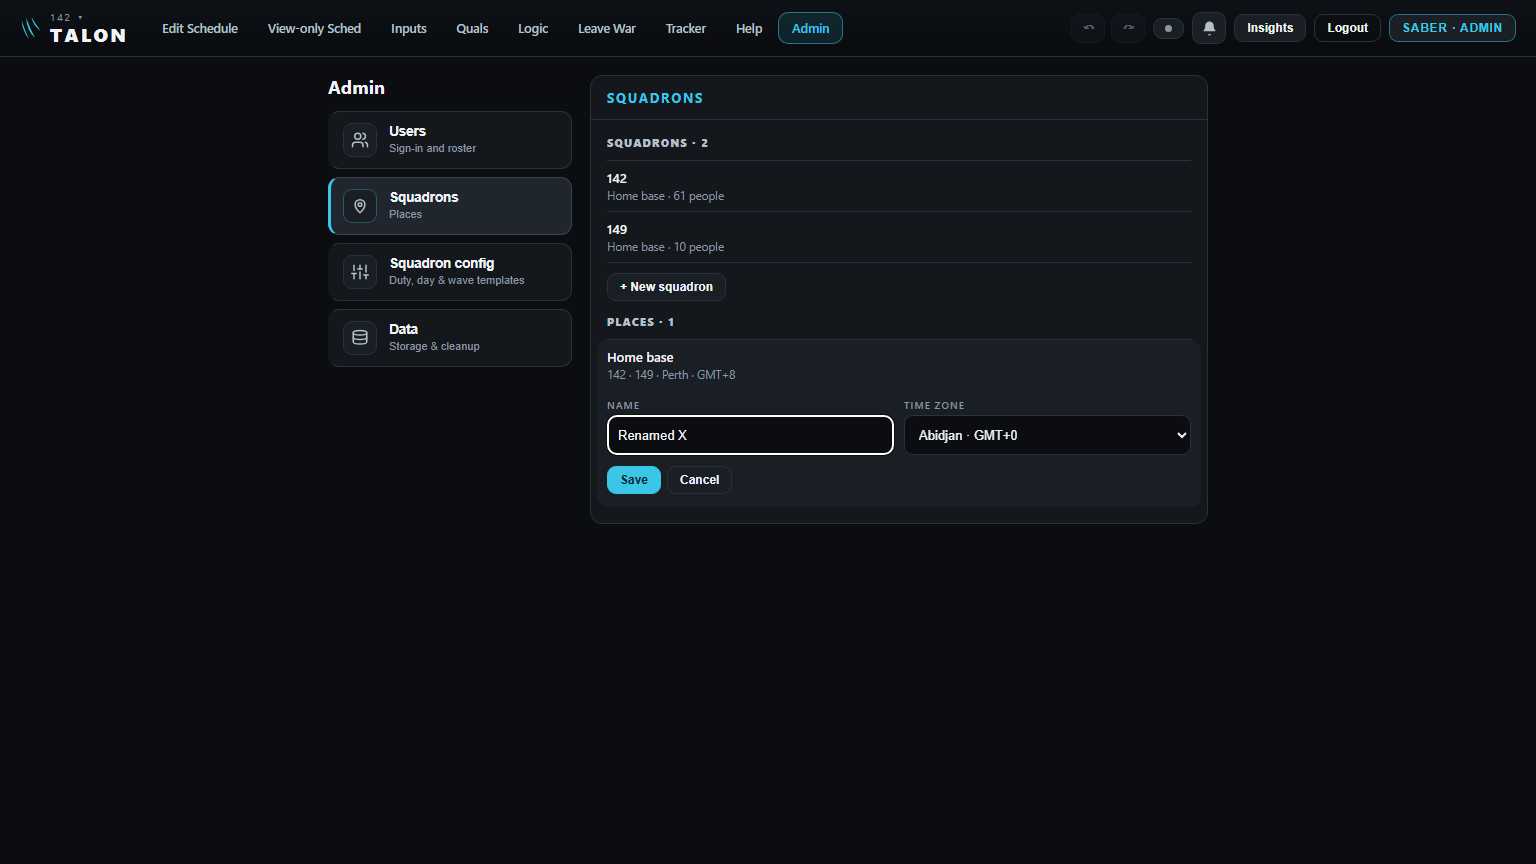 142 ▾
TALON
Edit Schedule
View-only Sched
Inputs
Quals
Logic
Leave War
Tracker
Help
Admin
Insights
Logout
SABER · ADMIN
Admin
Users
Sign-in and roster
Squadrons
Places
Squadron config
Duty, day & wave templates
Data
Storage & cleanup
SQUADRONS
SQUADRONS · 2
142
Home base · 61 people
149
Home base · 10 people
+ New squadron
PLACES · 1
Home base
142 · 149 · Perth · GMT+8
NAME
TIME ZONE
Renamed X
Abidjan · GMT+0
Save
Cancel